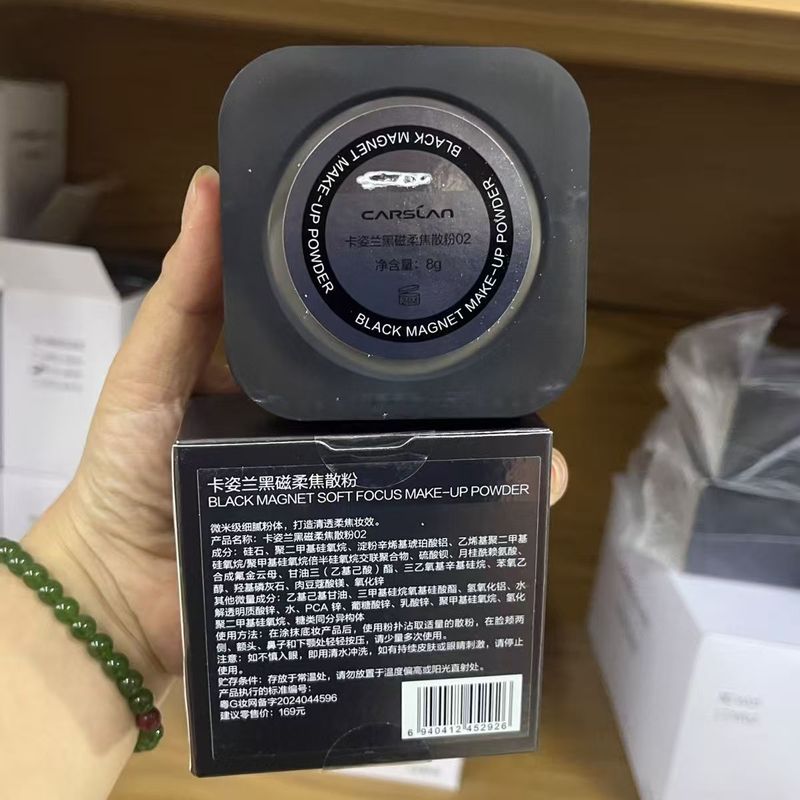 BLACK MAGNET MAKE-UP POWDER
CARSLAN
卡姿兰黑磁柔焦散粉02
净含量：8g
24M
BLACK MAGNET MAKE-UP POWDER
卡姿兰黑磁柔焦散粉
BLACK MAGNET SOFT FOCUS MAKE-UP POWDER
微米级细腻粉体，打造清透柔焦妆效。
产品名称：卡姿兰黑磁柔焦散粉02
成分：硅石、聚二甲基硅氧烷、淀粉辛烯基琥珀酸铝、乙烯基聚二甲基
硅氧烷/聚甲基硅氧烷倍半硅氧烷交联聚合物、硫酸钡、月桂酰赖氨酸、
合成氟金云母、甘油三（乙基己酸）酯、三乙氧基辛基硅烷、苯氧乙
醇、羟基磷灰石、肉豆蔻酸镁、氧化锌
其他微量成分：乙基己基甘油、三甲基硅烷氧基硅酸酯、氢氧化铝、水
解透明质酸锌、水、PCA 锌、葡糖酸锌、乳酸锌、聚甲基硅氧烷、氢化
聚二甲基硅氧烷、糖类同分异构体
使用方法：在涂抹底妆产品后，使用粉扑沾取适量的散粉，在脸颊两
侧、额头、鼻子和下颚处轻轻按压，请少量多次使用。
注意：如不慎入眼，即用清水冲洗，如有持续皮肤或眼睛刺激，请停止
使用。
贮存条件：存放于常温处，请勿放置于温度偏高或阳光直射处。
产品执行的标准编号：
粤G妆网备字2024044596
建议零售价：169元
6 940412 452926